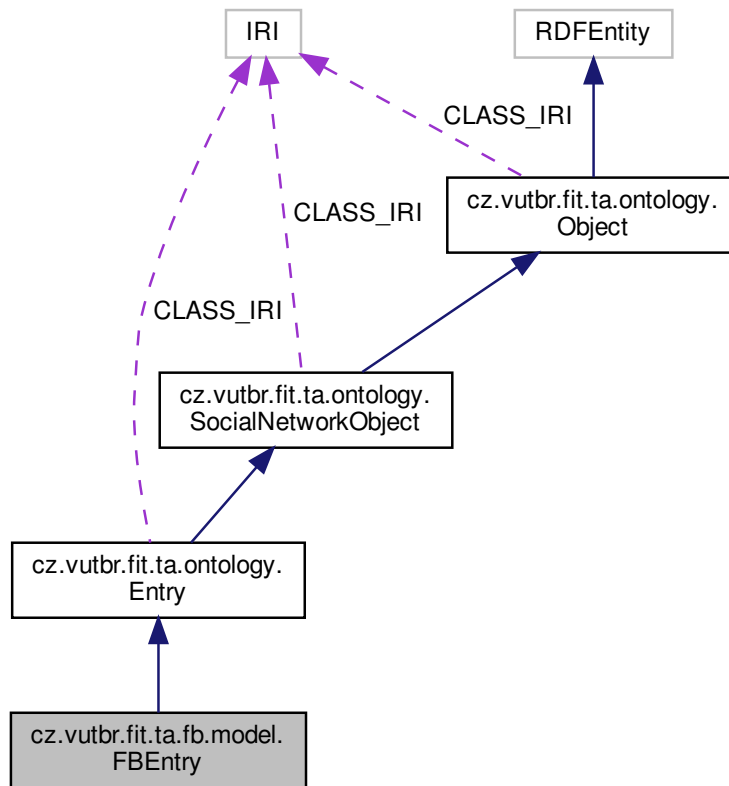 IRI
RDFEntity
CLASS_IRI
cz.vutbr.fit.ta.ontology.
Object
CLASS_IRI
CLASS_IRI
cz.vutbr.fit.ta.ontology.
SocialNetworkObject
cz.vutbr.fit.ta.ontology.
Entry
cz.vutbr.fit.ta.fb.model.
FBEntry